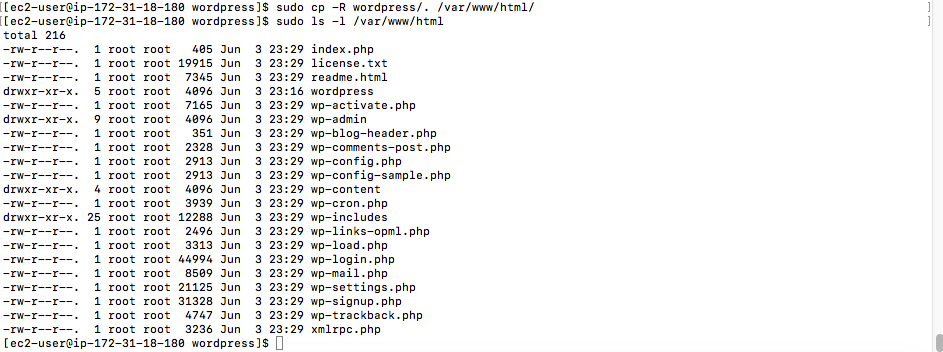 [[ec2-user@ip-172-31-18-180 wordpress]$ sudo cp -R wordpress/. /var/www/html/ ]
[[ec2-user@ip-172-31-18-180 wordpress]$ sudo ls -l /var/www/html ]
total 216
-rw-r--r--.  1 root root   405 Jun  3 23:29 index.php
-rw-r--r--.  1 root root 19915 Jun  3 23:29 license.txt
-rw-r--r--.  1 root root  7345 Jun  3 23:29 readme.html
drwxr-xr-x.  5 root root  4096 Jun  3 23:16 wordpress
-rw-r--r--.  1 root root  7165 Jun  3 23:29 wp-activate.php
drwxr-xr-x.  9 root root  4096 Jun  3 23:29 wp-admin
-rw-r--r--.  1 root root   351 Jun  3 23:29 wp-blog-header.php
-rw-r--r--.  1 root root  2328 Jun  3 23:29 wp-comments-post.php
-rw-r--r--.  1 root root  2913 Jun  3 23:29 wp-config.php
-rw-r--r--.  1 root root  2913 Jun  3 23:29 wp-config-sample.php
drwxr-xr-x.  4 root root  4096 Jun  3 23:29 wp-content
-rw-r--r--.  1 root root  3939 Jun  3 23:29 wp-cron.php
drwxr-xr-x. 25 root root 12288 Jun  3 23:29 wp-includes
-rw-r--r--.  1 root root  2496 Jun  3 23:29 wp-links-opml.php
-rw-r--r--.  1 root root  3313 Jun  3 23:29 wp-load.php
-rw-r--r--.  1 root root 44994 Jun  3 23:29 wp-login.php
-rw-r--r--.  1 root root  8509 Jun  3 23:29 wp-mail.php
-rw-r--r--.  1 root root 21125 Jun  3 23:29 wp-settings.php
-rw-r--r--.  1 root root 31328 Jun  3 23:29 wp-signup.php
-rw-r--r--.  1 root root  4747 Jun  3 23:29 wp-trackback.php
-rw-r--r--.  1 root root  3236 Jun  3 23:29 xmlrpc.php
[ec2-user@ip-172-31-18-180 wordpress]$